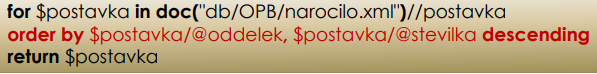 for $postavka in doc("db/OPB/narocilo.xml")//postavka
order by $postavka/@oddelek, $postavka/@stevilka descending
return $postavka